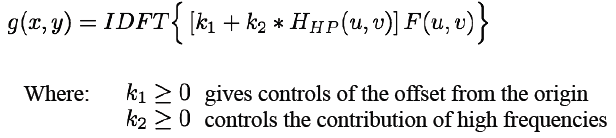 g(x, y) = IDFT{ [k₁ + k₂ * H_HP(u, v)] F(u, v) }
Where: k₁ ≥ 0 gives controls of the offset from the origin
k₂ ≥ 0 controls the contribution of high frequencies